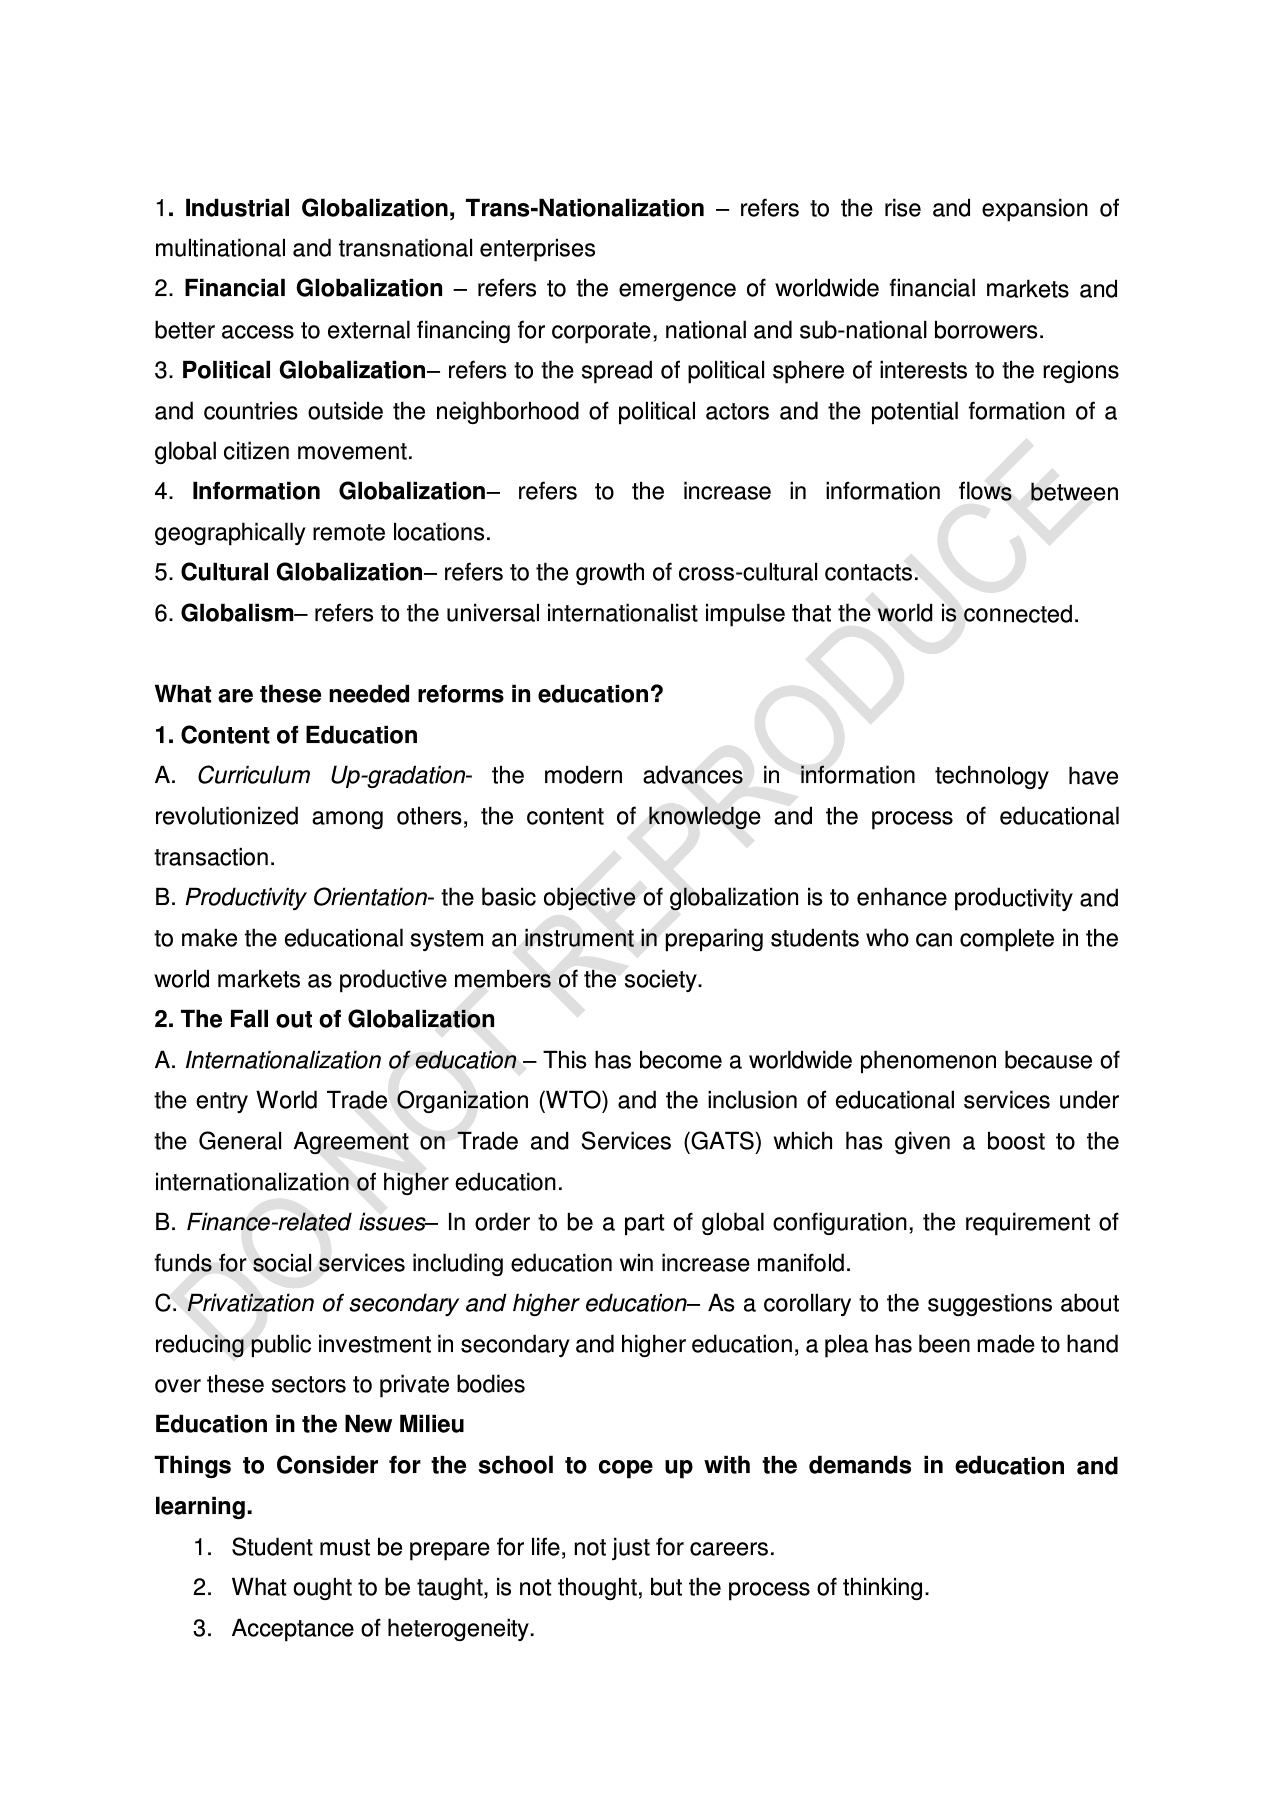 1. Industrial Globalization, Trans-Nationalization – refers to the rise and expansion of
multinational and transnational enterprises
2. Financial Globalization – refers to the emergence of worldwide financial markets and
better access to external financing for corporate, national and sub-national borrowers.
3. Political Globalization– refers to the spread of political sphere of interests to the regions
and countries outside the neighborhood of political actors and the potential formation of a
global citizen movement.
4. Information Globalization– refers to the increase in information flows between
geographically remote locations.
5. Cultural Globalization– refers to the growth of cross-cultural contacts.
6. Globalism– refers to the universal internationalist impulse that the world is connected.
What are these needed reforms in education?
1. Content of Education
A. Curriculum Up-gradation- the modern advances in information technology have
revolutionized among others, the content of knowledge and the process of educational
transaction.
B. Productivity Orientation- the basic objective of globalization is to enhance productivity and
to make the educational system an instrument in preparing students who can complete in the
world markets as productive members of the society.
2. The Fall out of Globalization
A. Internationalization of education – This has become a worldwide phenomenon because of
the entry World Trade Organization (WTO) and the inclusion of educational services under
the General Agreement on Trade and Services (GATS) which has given a boost to the
internationalization of higher education.
B. Finance-related issues– In order to be a part of global configuration, the requirement of
funds for social services including education win increase manifold.
C. Privatization of secondary and higher education– As a corollary to the suggestions about
reducing public investment in secondary and higher education, a plea has been made to hand
over these sectors to private bodies
Education in the New Milieu
Things to Consider for the school to cope up with the demands in education and
learning.
1. Student must be prepare for life, not just for careers.
2. What ought to be taught, is not thought, but the process of thinking.
3. Acceptance of heterogeneity.
DO NOT REPRODUCE